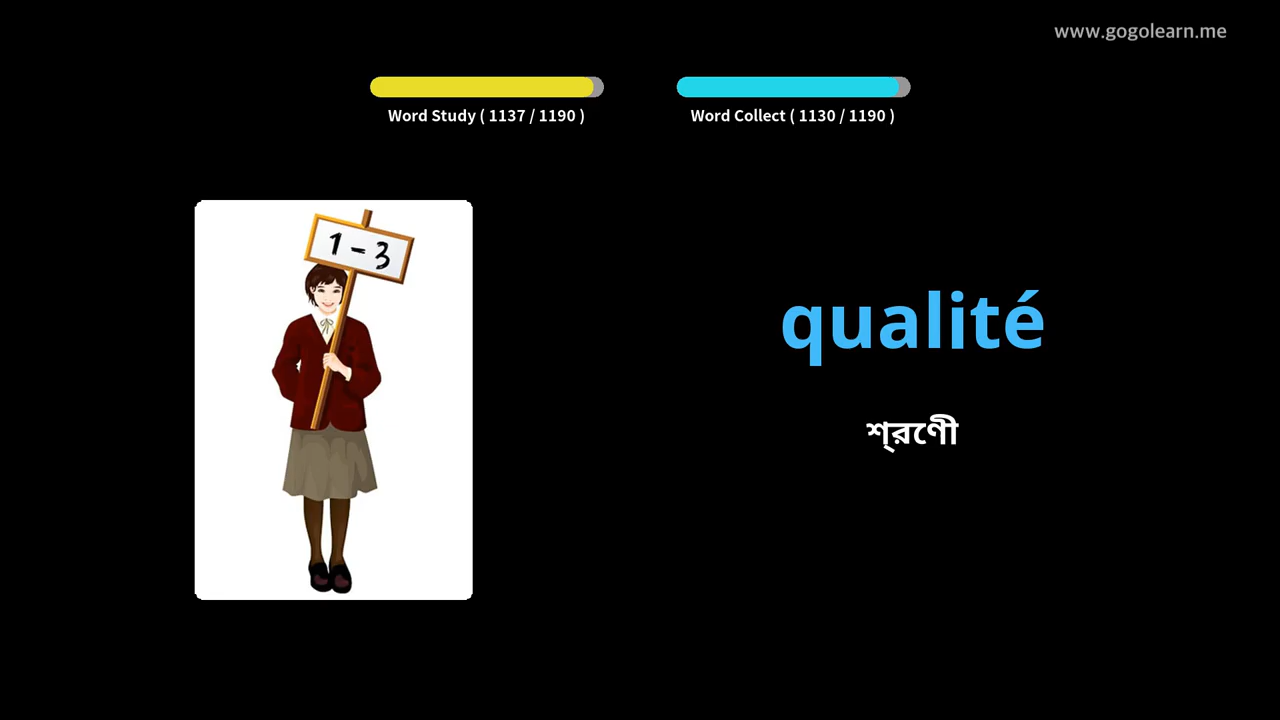 www.gogolearn.me
Word Study ( 1137 / 1190 )
Word Collect ( 1130 / 1190 )
1 - 3
qualité
শ্রেণী